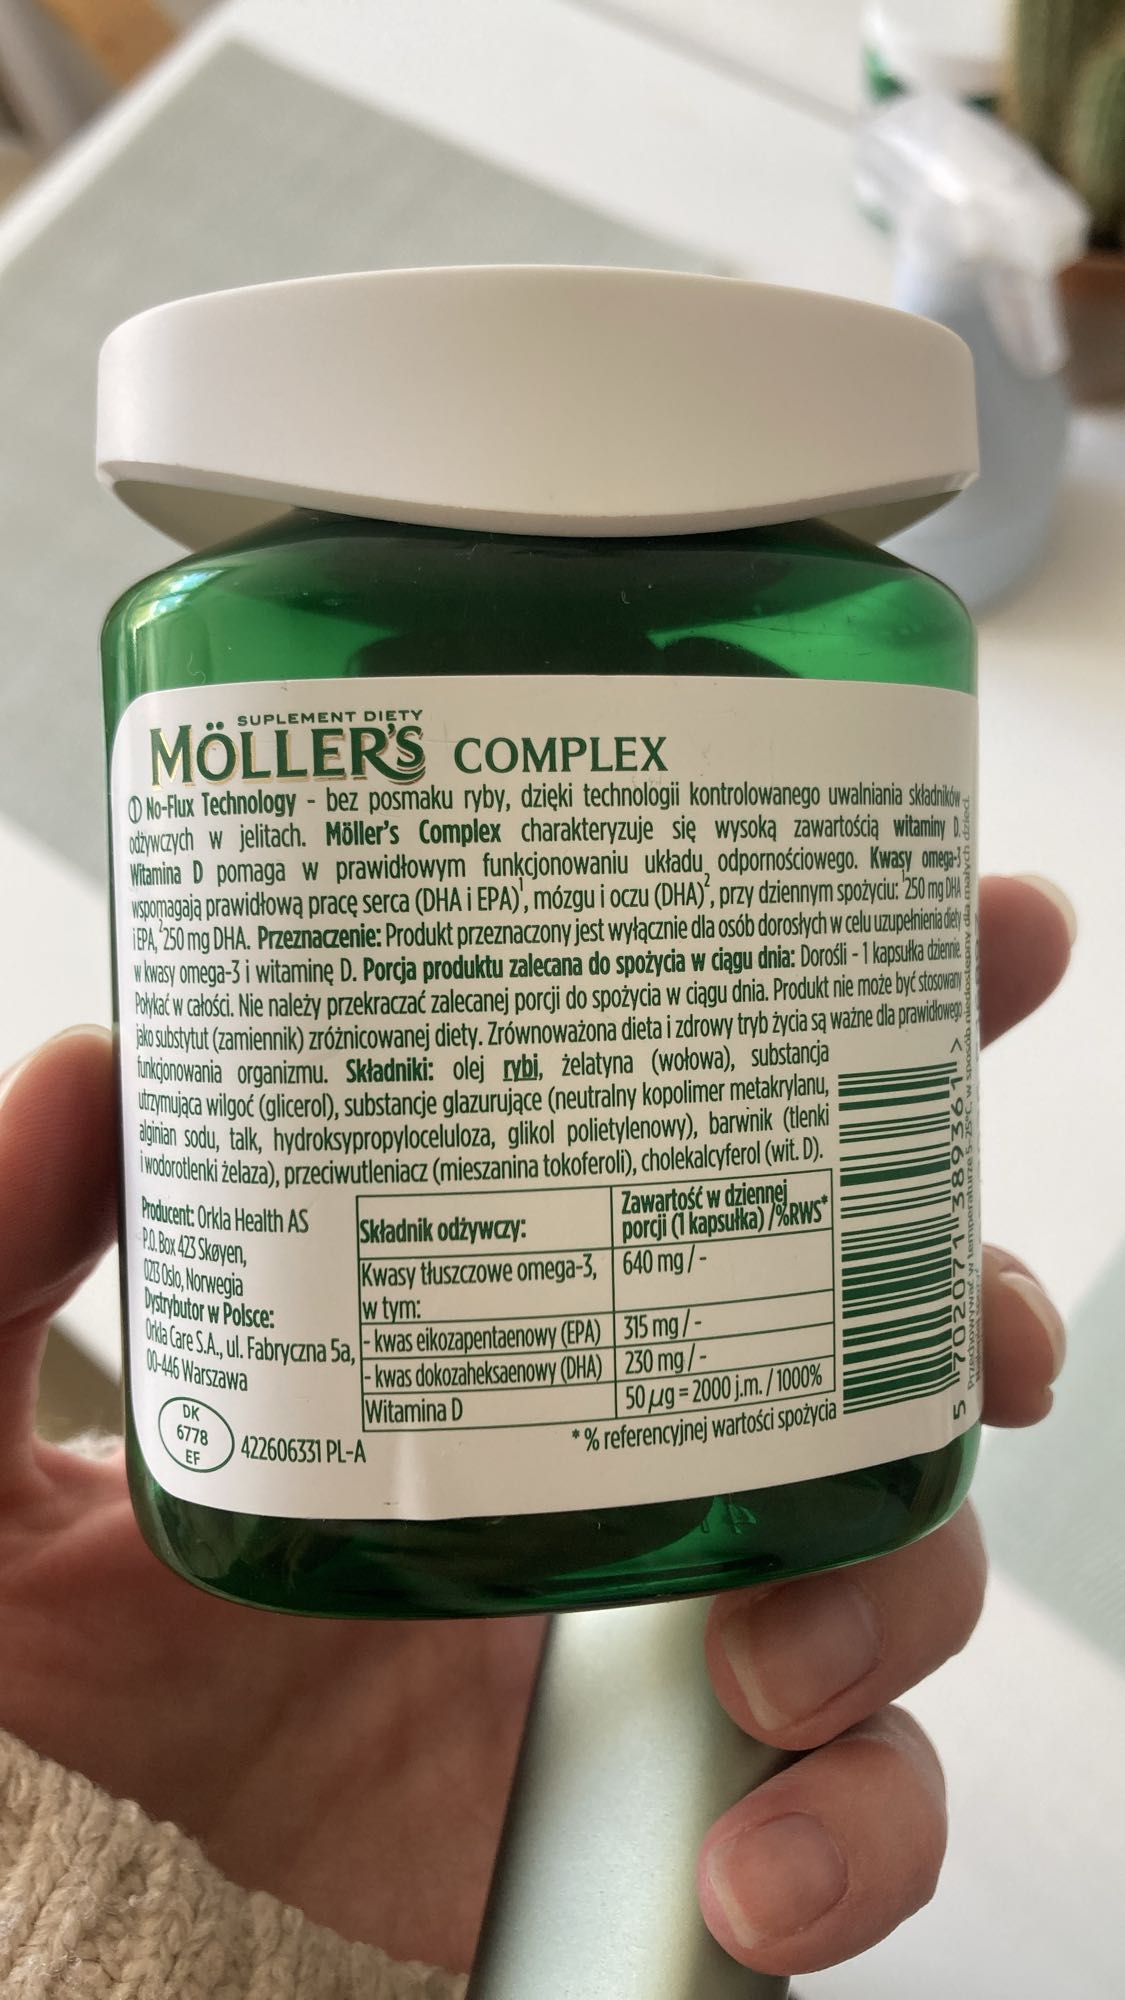 SUPLEMENT DIETY
MÖLLER'S COMPLEX
No-Flux Technology - bez posmaku ryby, dzięki technologii kontrolowanego uwalniania składników
odżywczych w jelitach. Möller's Complex charakteryzuje się wysoką zawartością witaminy D.
Witamina D pomaga w prawidłowym funkcjonowaniu układu odpornościowego. Kwasy omega-3
wspomagają prawidłową pracę serca (DHA i EPA)¹, mózgu i oczu (DHA)², przy dziennym spożyciu: ¹250 mg DHA
i EPA, ²250 mg DHA. Przeznaczenie: Produkt przeznaczony jest wyłącznie dla osób dorosłych w celu uzupełnienia diety
w kwasy omega-3 i witaminę D. Porcja produktu zalecana do spożycia w ciągu dnia: Dorośli - 1 kapsułka dziennie.
Połykać w całości. Nie należy przekraczać zalecanej porcji do spożycia w ciągu dnia. Produkt nie może być stosowany
jako substytut (zamiennik) zróżnicowanej diety. Zrównoważona dieta i zdrowy tryb życia są ważne dla prawidłowego
funkcjonowania organizmu. Składniki: olej rybi, żelatyna (wołowa), substancja
utrzymująca wilgoć (glicerol), substancje glazurujące (neutralny kopolimer metakrylanu,
alginian sodu, talk, hydroksypropyloceluloza, glikol polietylenowy), barwnik (tlenki
i wodorotlenki żelaza), przeciwutleniacz (mieszanina tokoferoli), cholekalcyferol (wit. D).
Producent: Orkla Health AS
P.O. Box 423 Skøyen,
0213 Oslo, Norwegia
Dystrybutor w Polsce:
Orkla Care S.A., ul. Fabryczna 5a,
00-446 Warszawa
DK
6778
EF
422606331 PL-A
Składnik odżywczy: Zawartość w dziennej
porcji (1 kapsułka) /%RWS*
Kwasy tłuszczowe omega-3, 640 mg / -
w tym:
- kwas eikozapentaenowy (EPA) 315 mg / -
- kwas dokozaheksaenowy (DHA) 230 mg / -
Witamina D 50 µg = 2000 j.m. / 1000%
* % referencyjnej wartości spożycia
5 702071 389361 >
Przechowywać w temperaturze 5-25°C, w sposób niedostępny dla małych dzieci.